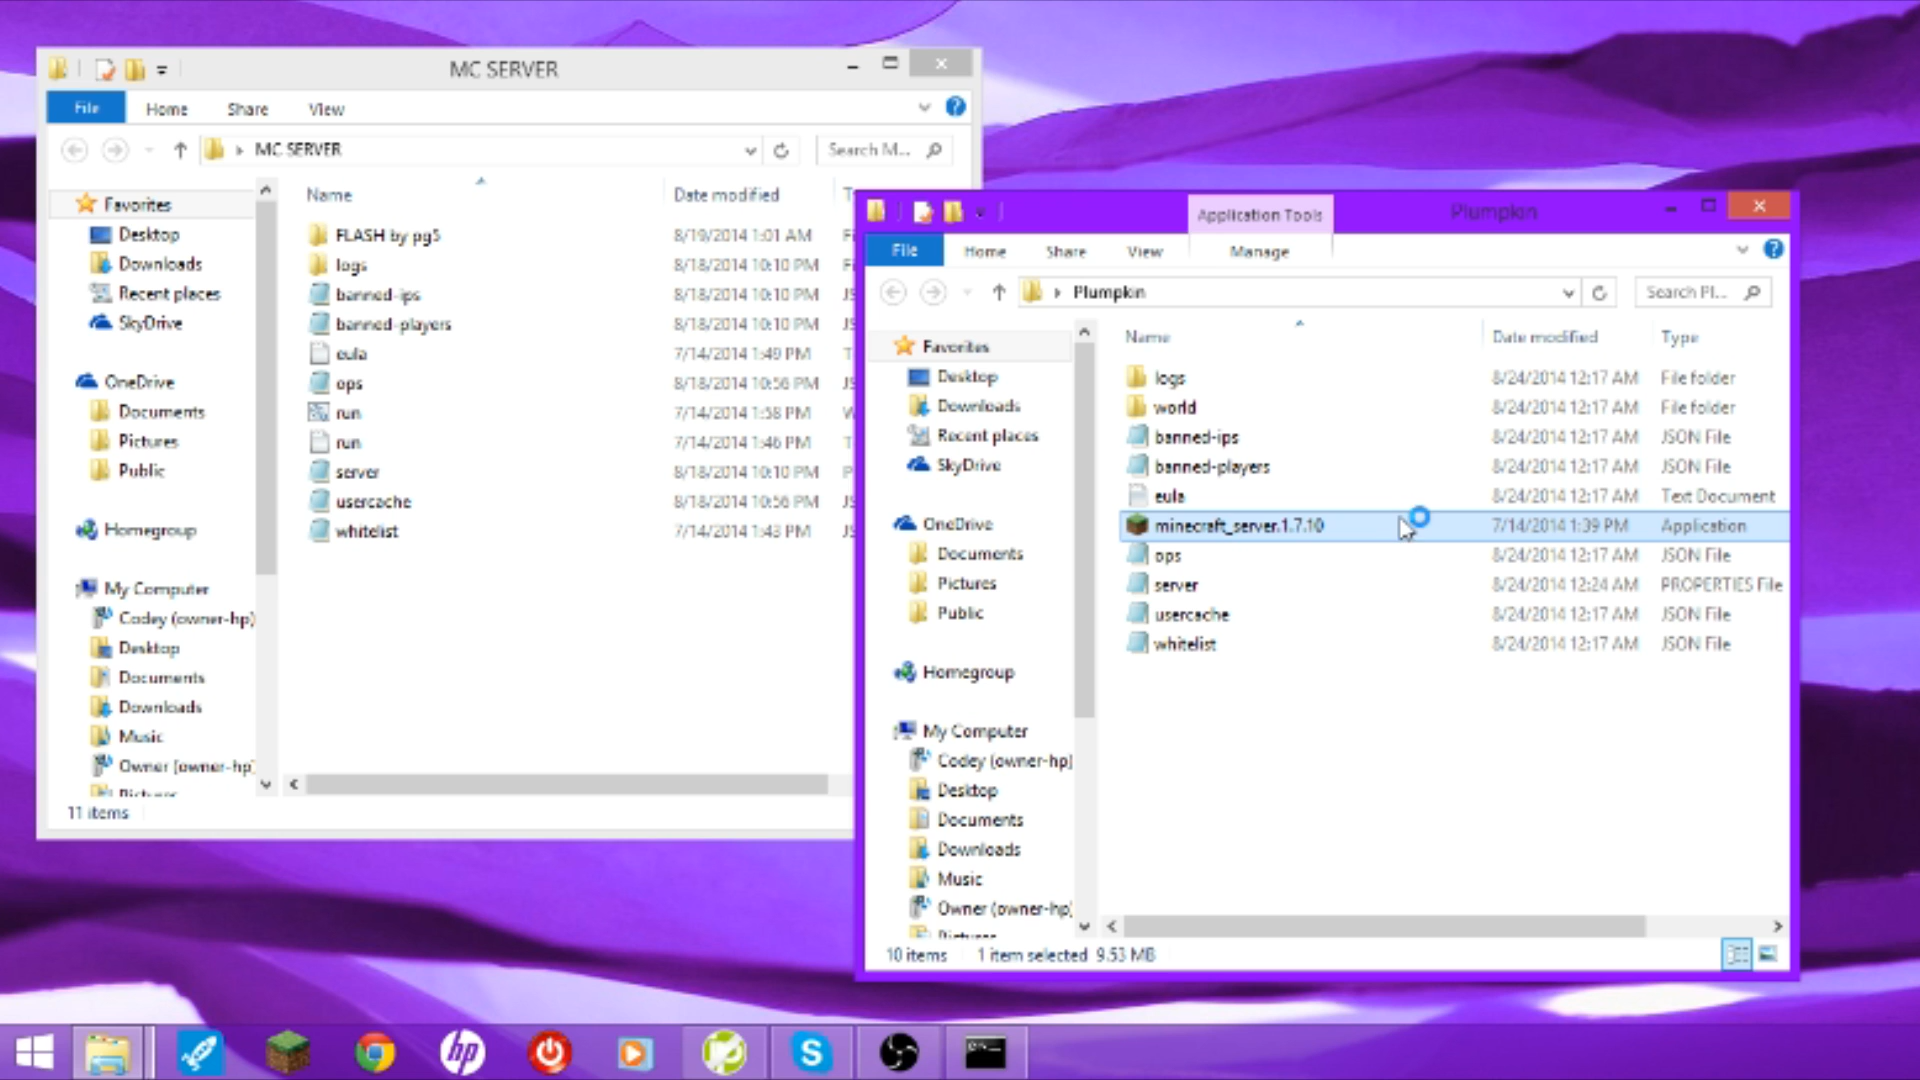 MC SERVER
File Home Share View
MC SERVER
Search M...
Name Date modified
Favorites
Desktop
Downloads
Recent places
SkyDrive
OneDrive
Documents
Pictures
Public
Homegroup
My Computer
Codey (owner-hp)
Desktop
Documents
Downloads
Music
Owner (owner-hp)
Pictures
FLASH by pg5 8/19/2014 1:01 AM
logs 8/18/2014 10:10 PM
banned-ips 8/18/2014 10:10 PM
banned-players 8/18/2014 10:10 PM
eula 7/14/2014 1:49 PM
ops 8/18/2014 10:56 PM
run 7/14/2014 1:58 PM
run 7/14/2014 1:46 PM
server 8/18/2014 10:10 PM
usercache 8/18/2014 10:56 PM
whitelist 7/14/2014 1:43 PM
11 items
Application Tools Plumpkin
File Home Share View Manage
Plumpkin
Search Pl...
Name Date modified Type
Favorites
Desktop
Downloads
Recent places
SkyDrive
OneDrive
Documents
Pictures
Public
Homegroup
My Computer
Codey (owner-hp)
Desktop
Documents
Downloads
Music
Owner (owner-hp)
Pictures
logs 8/24/2014 12:17 AM File folder
world 8/24/2014 12:17 AM File folder
banned-ips 8/24/2014 12:17 AM JSON File
banned-players 8/24/2014 12:17 AM JSON File
eula 8/24/2014 12:17 AM Text Document
minecraft_server.1.7.10 7/14/2014 1:39 PM Application
ops 8/24/2014 12:17 AM JSON File
server 8/24/2014 12:24 AM PROPERTIES File
usercache 8/24/2014 12:17 AM JSON File
whitelist 8/24/2014 12:17 AM JSON File
10 items 1 item selected 9.53 MB
hp